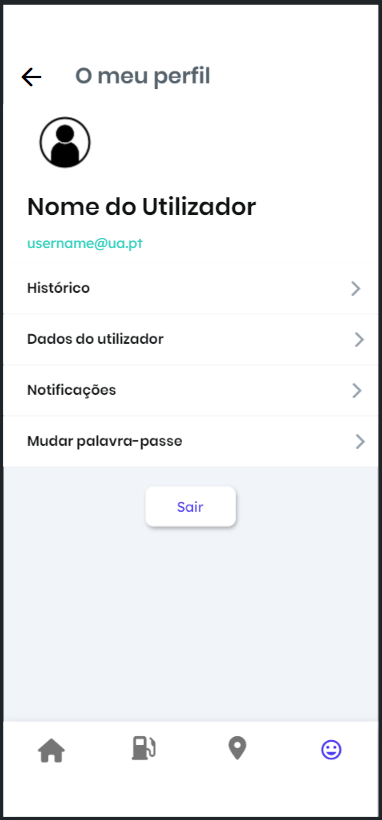 O meu perfil
Nome do Utilizador
username@ua.pt
Histórico
Dados do utilizador
Notificações
Mudar palavra-passe
Sair